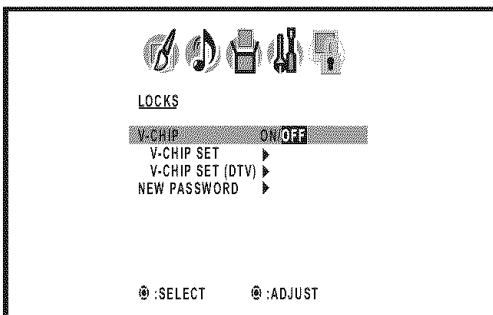 LOCKS
V-CHIP ON/OFF
V-CHIP SET
V-CHIP SET (DTV)
NEW PASSWORD
:SELECT :ADJUST